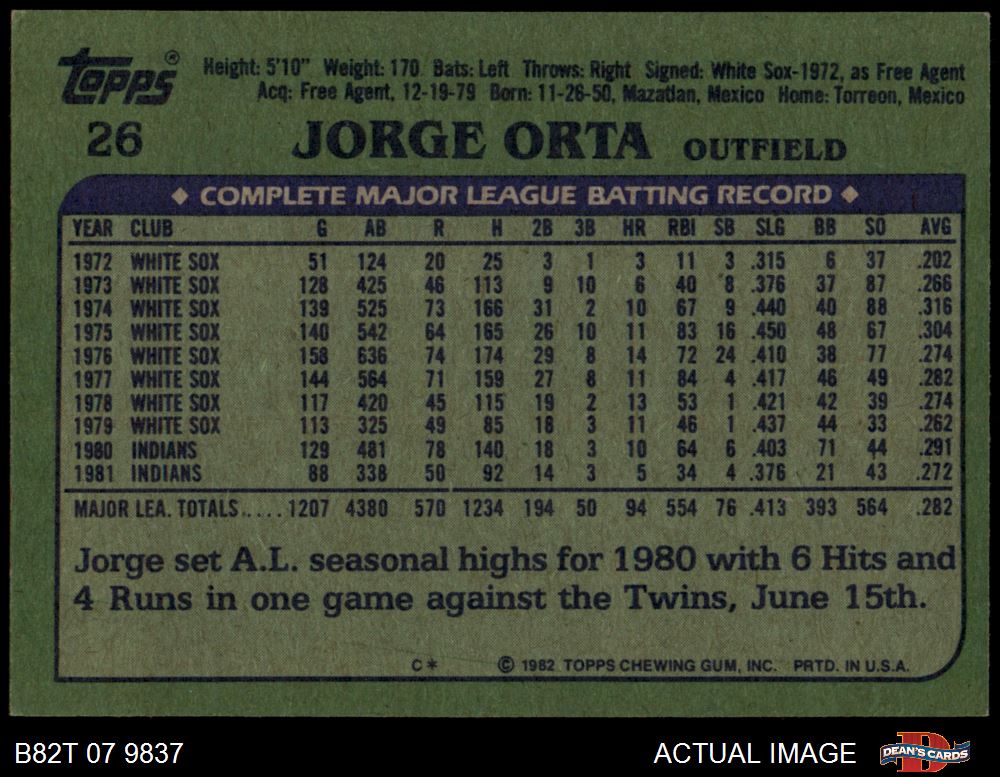 Topps® Height: 5'10" Weight: 170 Bats: Left Throws: Right Signed: White Sox-1972, as Free Agent
Acq: Free Agent, 12-19-79 Born: 11-26-50, Mazatlan, Mexico Home: Torreon, Mexico
26 JORGE ORTA OUTFIELD
◆ COMPLETE MAJOR LEAGUE BATTING RECORD ◆
YEAR CLUB G AB R H 2B 3B HR RBI SB SLG BB SO AVG
1972 WHITE SOX 51 124 20 25 3 1 3 11 3 .315 6 37 .202
1973 WHITE SOX 128 425 46 113 9 10 6 40 8 .376 37 87 .266
1974 WHITE SOX 139 525 73 166 31 2 10 67 9 .440 40 88 .316
1975 WHITE SOX 140 542 64 165 26 10 11 83 16 .450 48 67 .304
1976 WHITE SOX 158 636 74 174 29 8 14 72 24 .410 38 77 .274
1977 WHITE SOX 144 564 71 159 27 8 11 84 4 .417 46 49 .282
1978 WHITE SOX 117 420 45 115 19 2 13 53 1 .421 42 39 .274
1979 WHITE SOX 113 325 49 85 18 3 11 46 1 .437 44 33 .262
1980 INDIANS 129 481 78 140 18 3 10 64 6 .403 71 44 .291
1981 INDIANS 88 338 50 92 14 3 5 34 4 .376 21 43 .272
MAJOR LEA. TOTALS.... 1207 4380 570 1234 194 50 94 554 76 .413 393 564 .282
Jorge set A.L. seasonal highs for 1980 with 6 Hits and
4 Runs in one game against the Twins, June 15th.
C* © 1982 TOPPS CHEWING GUM, INC. PRTD. IN U.S.A.
B82T 07 9837 ACTUAL IMAGE DEAN'S CARDS